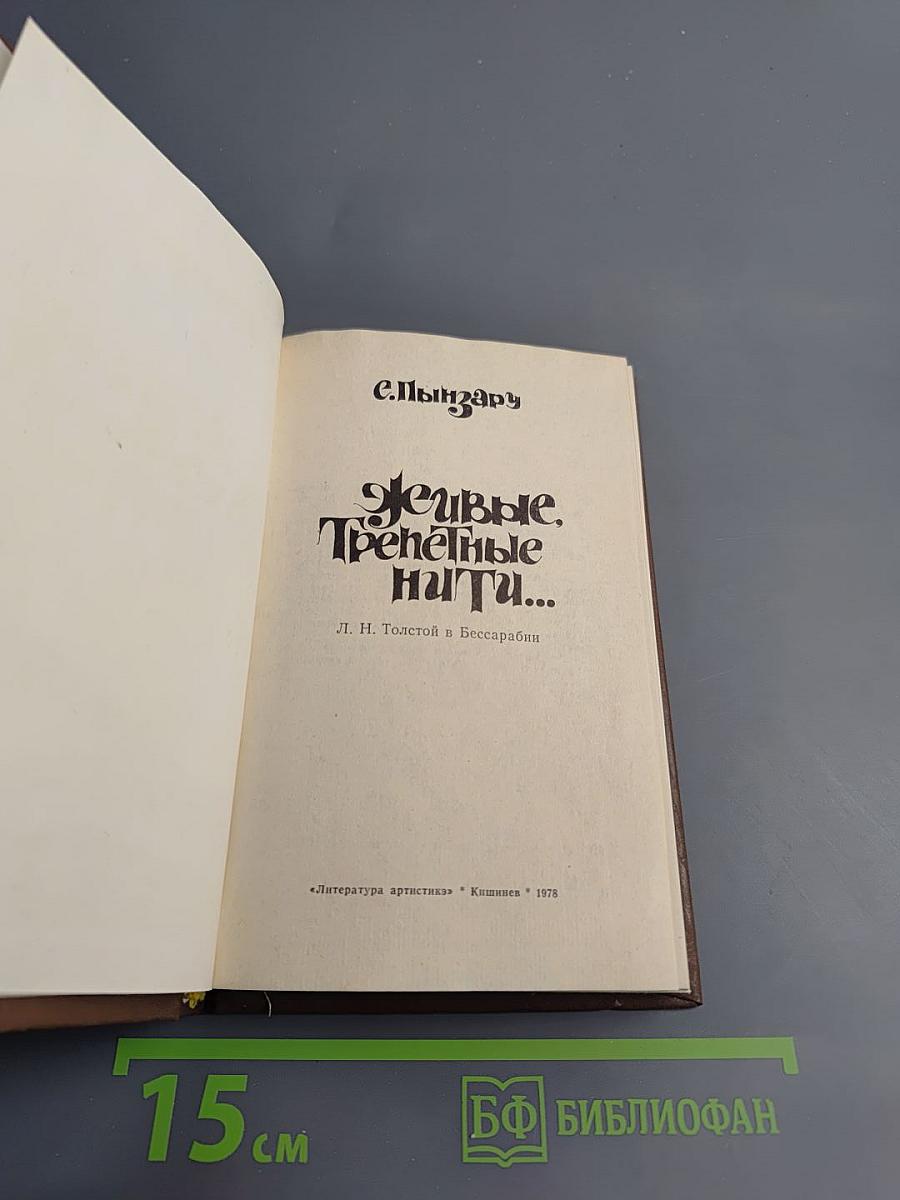 С. Пынзару
Живые,
Трепетные
нити...
Л. Н. Толстой в Бессарабии
«Литература артистикэ» * Кишинев * 1978
15 см
БФ БИБЛИОФАН